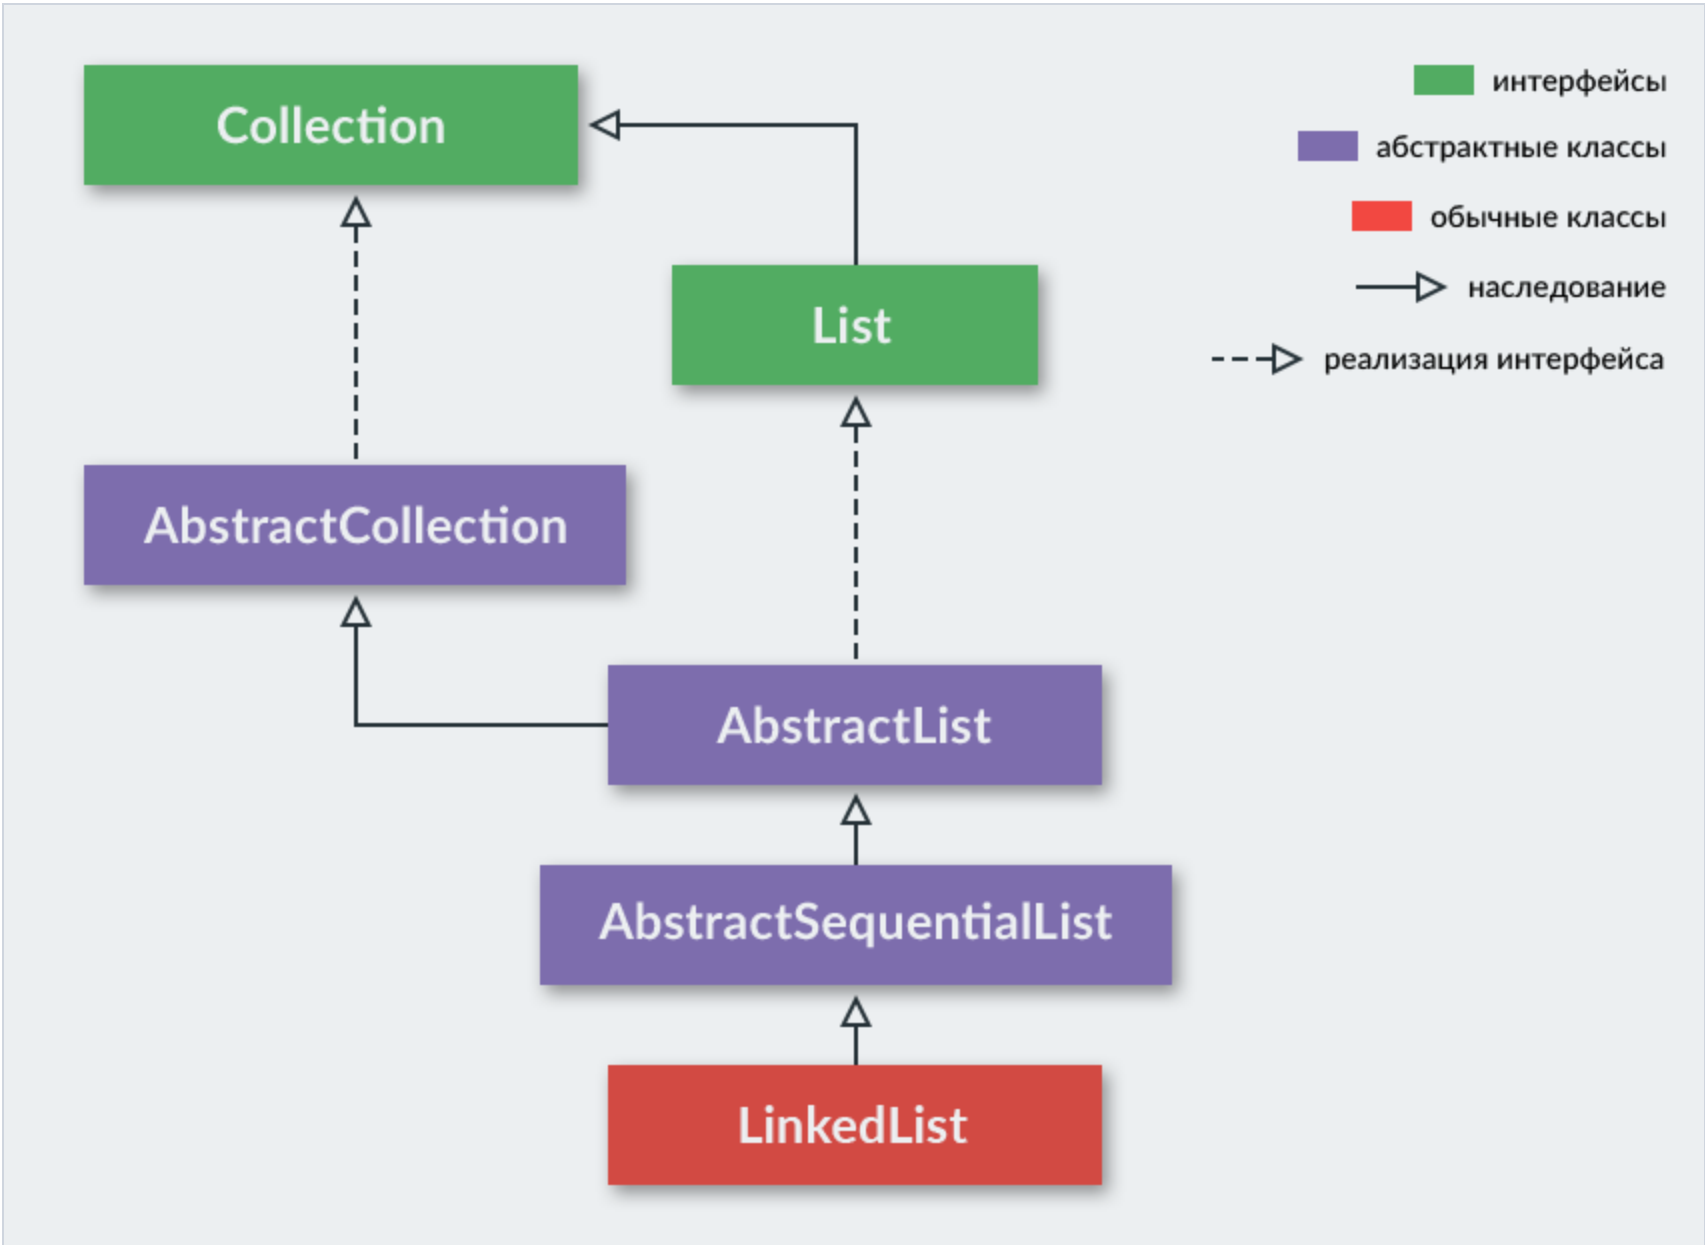 Collection
List
AbstractCollection
AbstractList
AbstractSequentialList
LinkedList
интерфейсы
абстрактные классы
обычные классы
наследование
реализация интерфейса